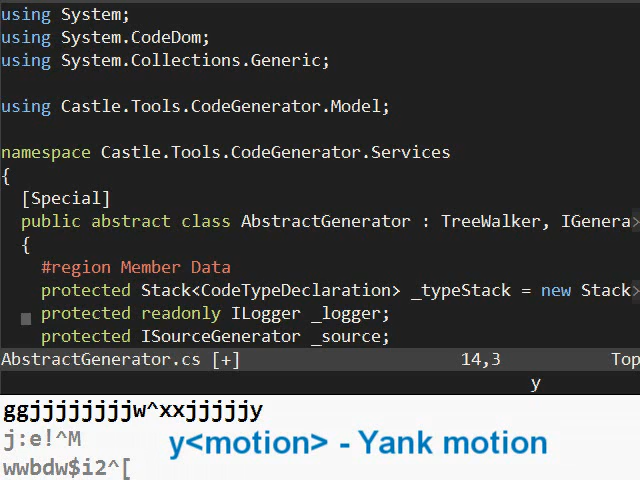 using System;
using System.CodeDom;
using System.Collections.Generic;
using Castle.Tools.CodeGenerator.Model;
namespace Castle.Tools.CodeGenerator.Services
{
[Special]
public abstract class AbstractGenerator : TreeWalker, IGenera>
{
#region Member Data
protected Stack<CodeTypeDeclaration> _typeStack = new Stack>
protected readonly ILogger _logger;
protected ISourceGenerator _source;
AbstractGenerator.cs [+] 14,3 Top
y
ggjjjjjjjjw^xxjjjjjy
j:e!^M
wwbdw$i2^[
y<motion> - Yank motion